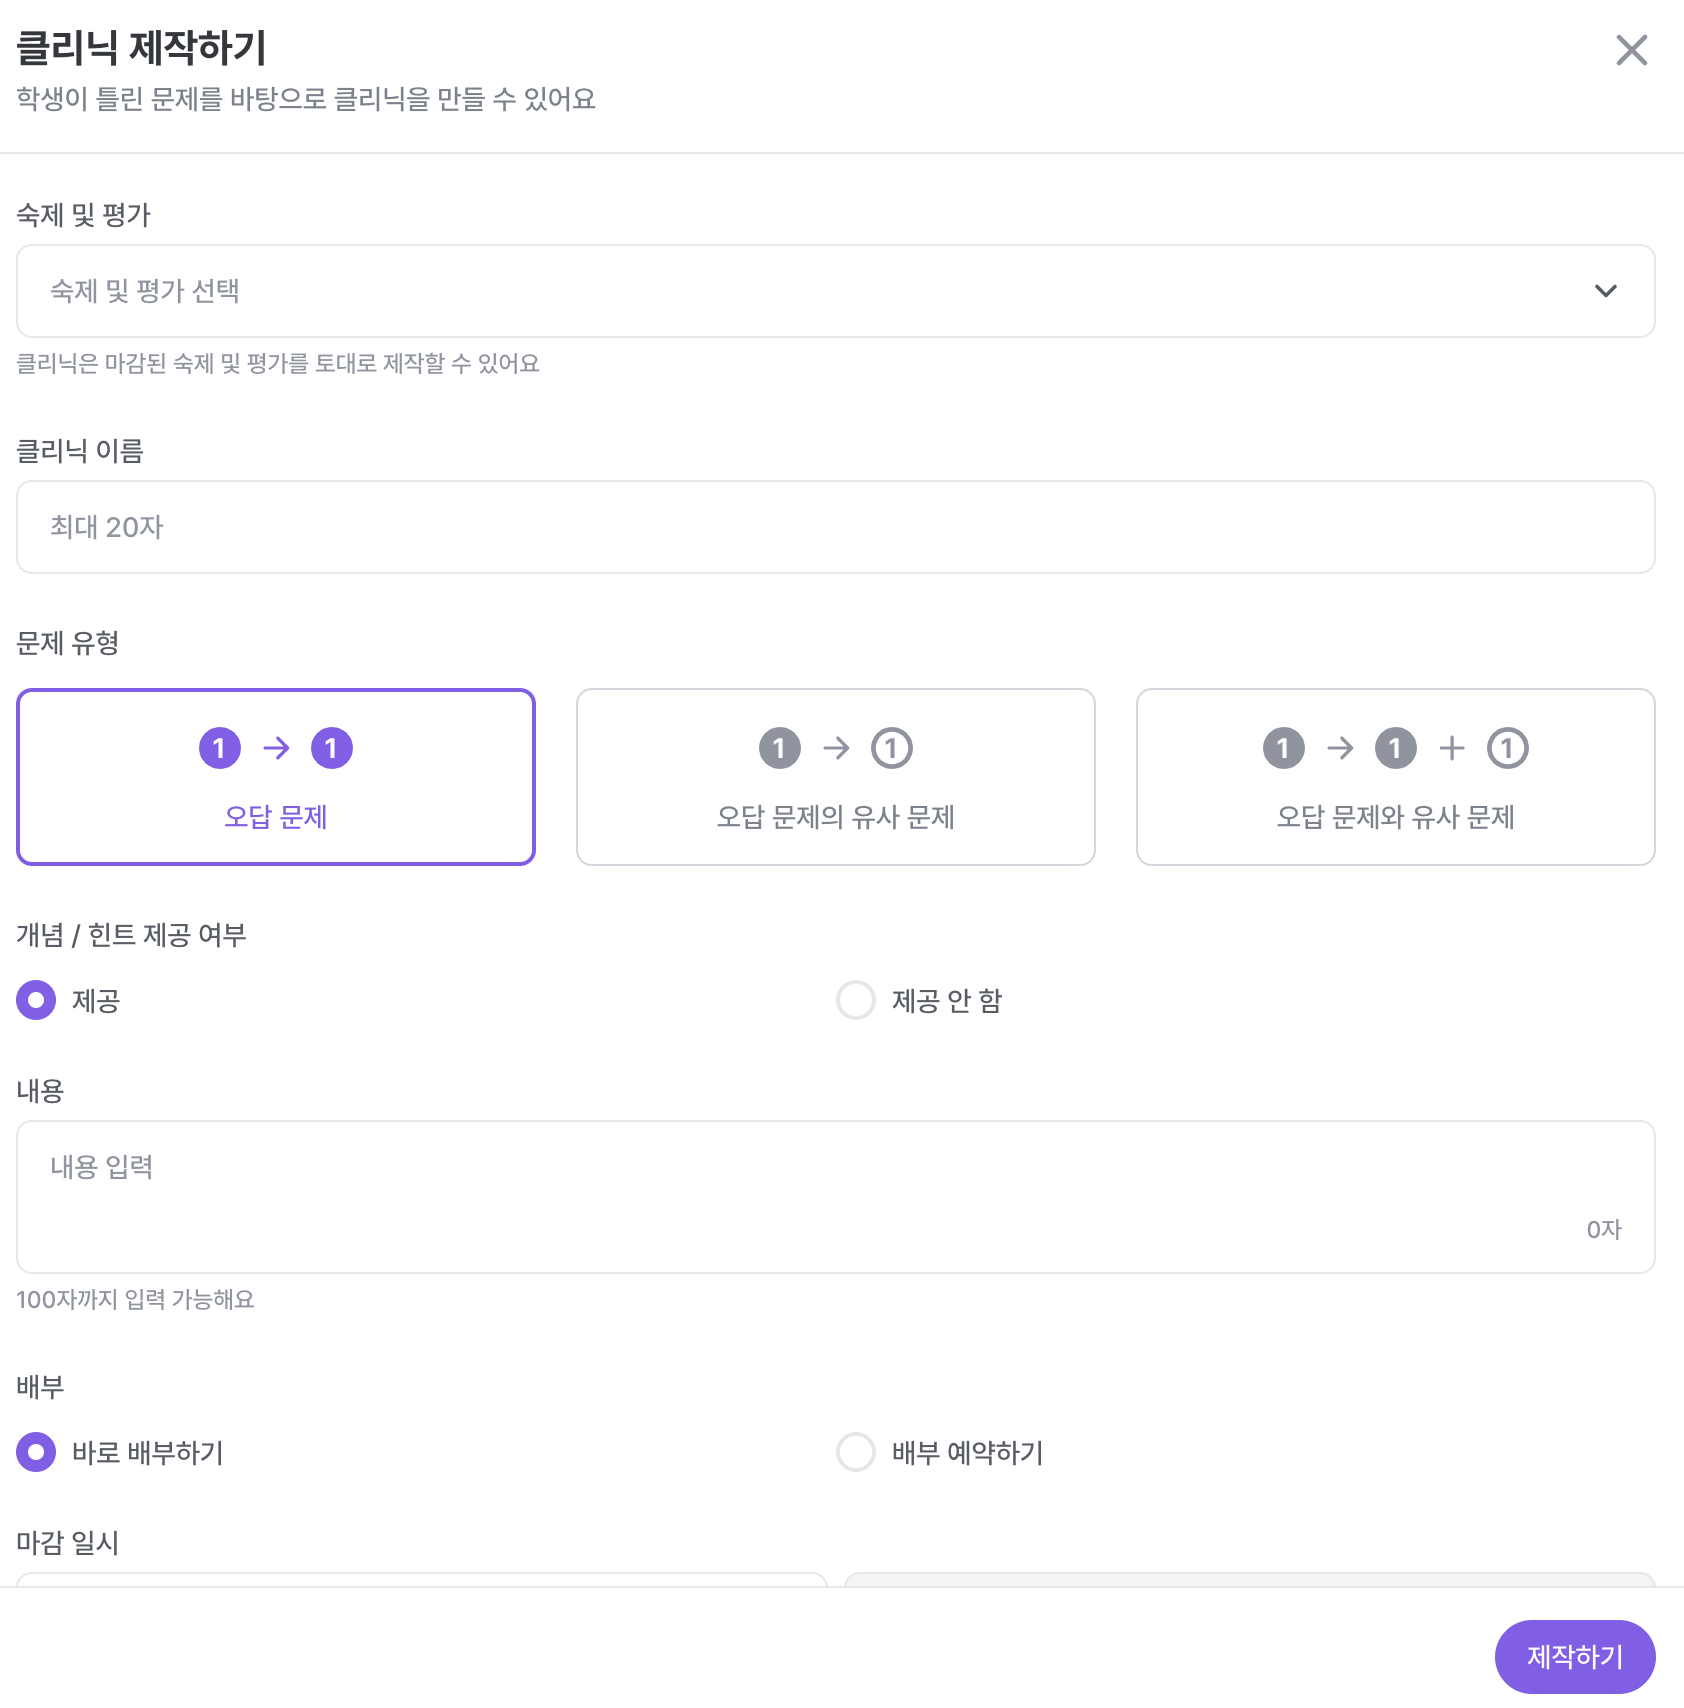 클리닉 제작하기
학생이 틀린 문제를 바탕으로 클리닉을 만들 수 있어요
숙제 및 평가
숙제 및 평가 선택
클리닉은 마감된 숙제 및 평가를 토대로 제작할 수 있어요
클리닉 이름
최대 20자
문제 유형
1 → 1
오답 문제
1 → 1
오답 문제의 유사 문제
1 → 1 + 1
오답 문제와 유사 문제
개념 / 힌트 제공 여부
제공
제공 안 함
내용
내용 입력
0자
100자까지 입력 가능해요
배부
바로 배부하기
배부 예약하기
마감 일시
제작하기